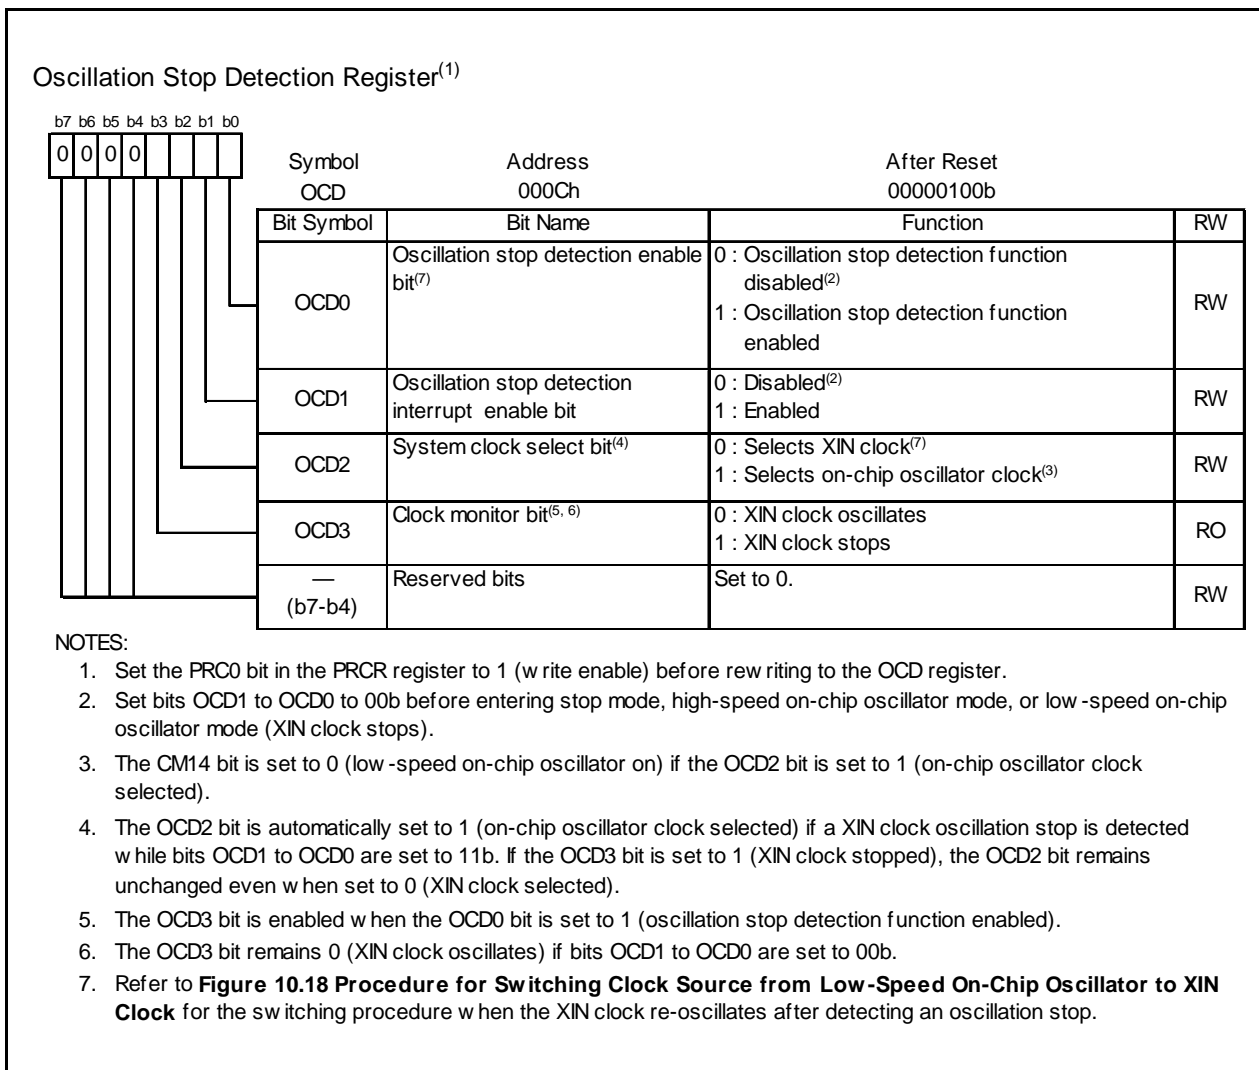 Oscillation Stop Detection Register(1)
b7 b6 b5 b4 b3 b2 b1 b0
0 0 0 0
Symbol Address After Reset
OCD 000Ch 00000100b
Bit Symbol Bit Name Function RW
OCD0 Oscillation stop detection enable bit(7) 0 : Oscillation stop detection function disabled(2) RW
1 : Oscillation stop detection function enabled
OCD1 Oscillation stop detection interrupt enable bit 0 : Disabled(2) RW
1 : Enabled
OCD2 System clock select bit(4) 0 : Selects XIN clock(7) RW
1 : Selects on-chip oscillator clock(3)
OCD3 Clock monitor bit(5, 6) 0 : XIN clock oscillates RO
1 : XIN clock stops
— (b7-b4) Reserved bits Set to 0. RW
NOTES:
1. Set the PRC0 bit in the PRCR register to 1 (write enable) before rewriting to the OCD register.
2. Set bits OCD1 to OCD0 to 00b before entering stop mode, high-speed on-chip oscillator mode, or low-speed on-chip
oscillator mode (XIN clock stops).
3. The CM14 bit is set to 0 (low-speed on-chip oscillator on) if the OCD2 bit is set to 1 (on-chip oscillator clock
selected).
4. The OCD2 bit is automatically set to 1 (on-chip oscillator clock selected) if a XIN clock oscillation stop is detected
while bits OCD1 to OCD0 are set to 11b. If the OCD3 bit is set to 1 (XIN clock stopped), the OCD2 bit remains
unchanged even when set to 0 (XIN clock selected).
5. The OCD3 bit is enabled when the OCD0 bit is set to 1 (oscillation stop detection function enabled).
6. The OCD3 bit remains 0 (XIN clock oscillates) if bits OCD1 to OCD0 are set to 00b.
7. Refer to Figure 10.18 Procedure for Switching Clock Source from Low-Speed On-Chip Oscillator to XIN
Clock for the switching procedure when the XIN clock re-oscillates after detecting an oscillation stop.